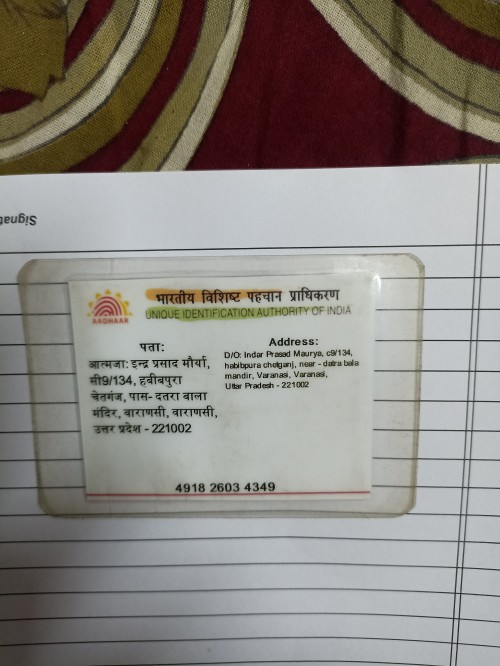 Signat
भारतीय विशिष्ट पहचान प्राधिकरण
UNIQUE IDENTIFICATION AUTHORITY OF INDIA
AADHAAR
पता:
आत्मजा: इन्द्र प्रसाद मौर्या,
सी9/134, हबीबपुरा
चेतगंज, पास- दतरा बाला
मंदिर, वाराणसी, वाराणसी,
उत्तर प्रदेश - 221002
Address:
D/O: Indar Prasad Maurya, c9/134,
habibpura chetganj, near - datra bala
mandir, Varanasi, Varanasi,
Uttar Pradesh - 221002
4918 2603 4349